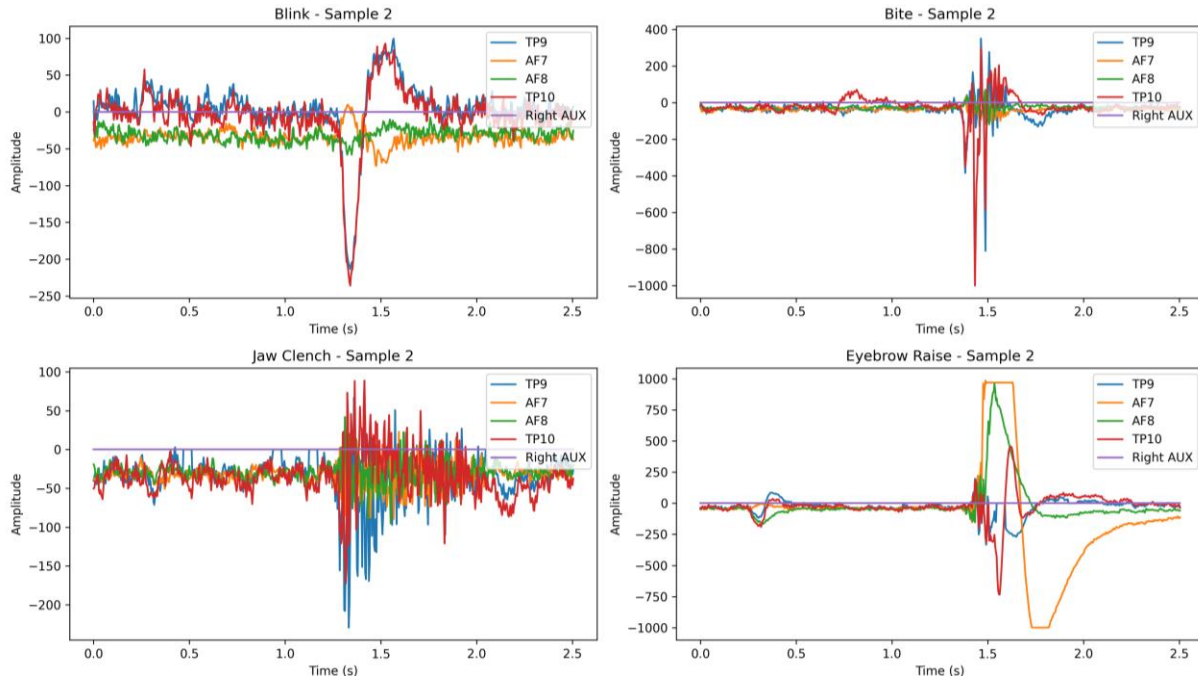 Blink - Sample 2
Amplitude
100
50
0
−50
−100
−150
−200
−250
0.0 0.5 1.0 1.5 2.0 2.5
Time (s)
TP9
AF7
AF8
TP10
Right AUX
Bite - Sample 2
Amplitude
400
200
0
−200
−400
−600
−800
−1000
0.0 0.5 1.0 1.5 2.0 2.5
Time (s)
TP9
AF7
AF8
TP10
Right AUX
Jaw Clench - Sample 2
Amplitude
100
50
0
−50
−100
−150
−200
0.0 0.5 1.0 1.5 2.0 2.5
Time (s)
TP9
AF7
AF8
TP10
Right AUX
Eyebrow Raise - Sample 2
Amplitude
1000
750
500
250
0
−250
−500
−750
−1000
0.0 0.5 1.0 1.5 2.0 2.5
Time (s)
TP9
AF7
AF8
TP10
Right AUX